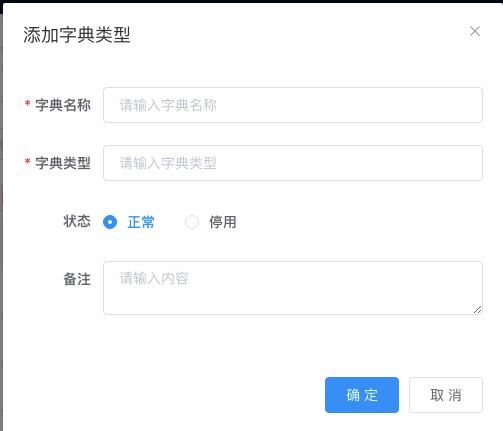 添加字典类型
* 字典名称 请输入字典名称
* 字典类型 请输入字典类型
状态 正常 停用
备注 请输入内容
确 定 取 消